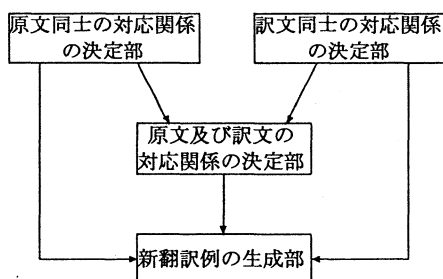 原文同士の対応関係
の決定部
訳文同士の対応関係
の決定部
原文及び訳文の
対応関係の決定部
新翻訳例の生成部